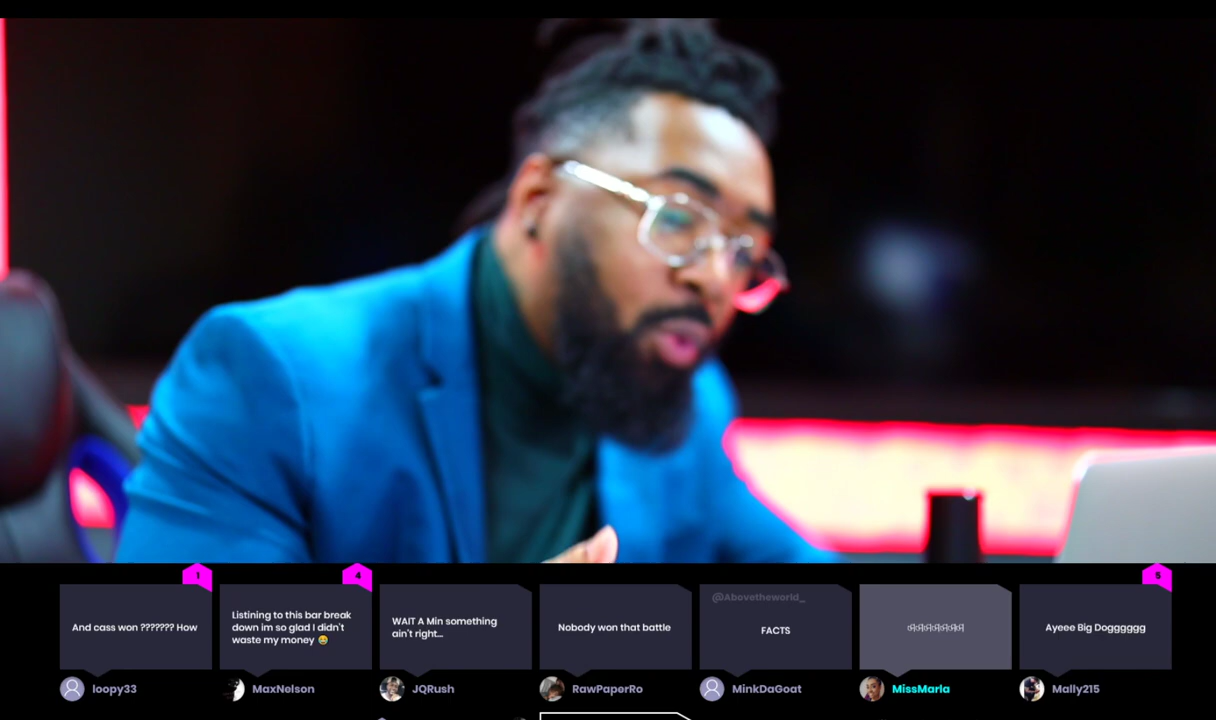 1
4
5
And cass won ??????? How
Listining to this bar break
down im so glad I didn't
waste my money 😂
WAIT A Min something
ain't right...
Nobody won that battle
@Abovetheworld_
FACTS
Ayeee Big Dogggggg
loopy33
MaxNelson
JQRush
RawPaperRo
MinkDaGoat
MissMarla
Mally215